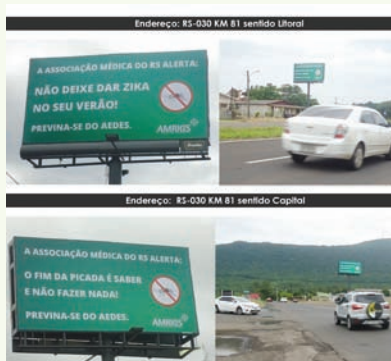 Endereço: RS-030 KM 81 sentido Litoral
A ASSOCIAÇÃO MÉDICA DO RS ALERTA:
NÃO DEIXE DAR ZIKA
NO SEU VERÃO!
PREVINA-SE DO AEDES.
AMRIGS
Endereço: RS-030 KM 81 sentido Capital
A ASSOCIAÇÃO MÉDICA DO RS ALERTA:
O FIM DA PICADA É SABER
E NÃO FAZER NADA!
PREVINA-SE DO AEDES.
AMRIGS